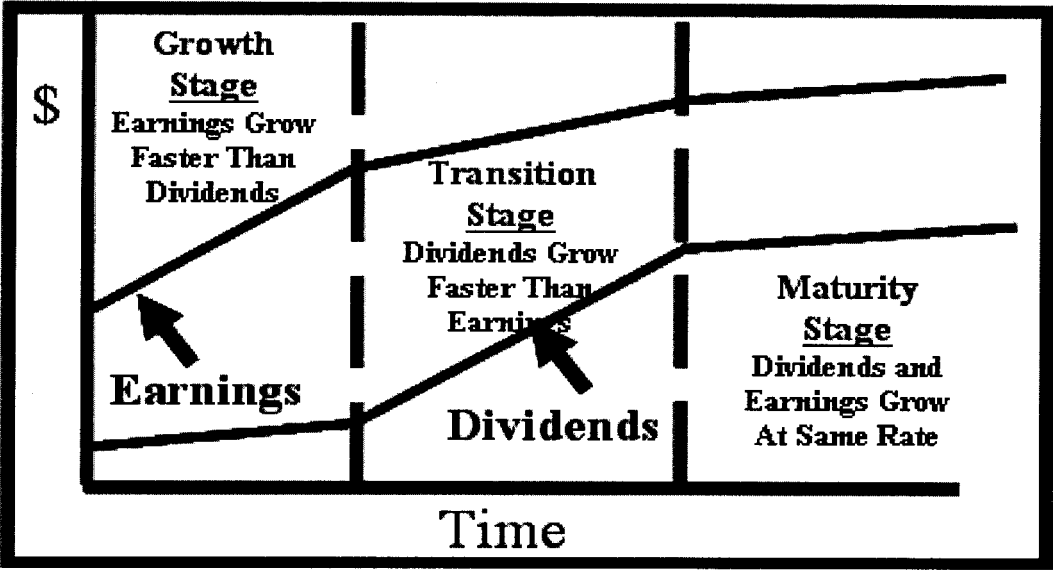 $
Growth
Stage
Earnings Grow
Faster Than
Dividends
Earnings
Transition
Stage
Dividends Grow
Faster Than
Earnings
Dividends
Maturity
Stage
Dividends and
Earnings Grow
At Same Rate
Time